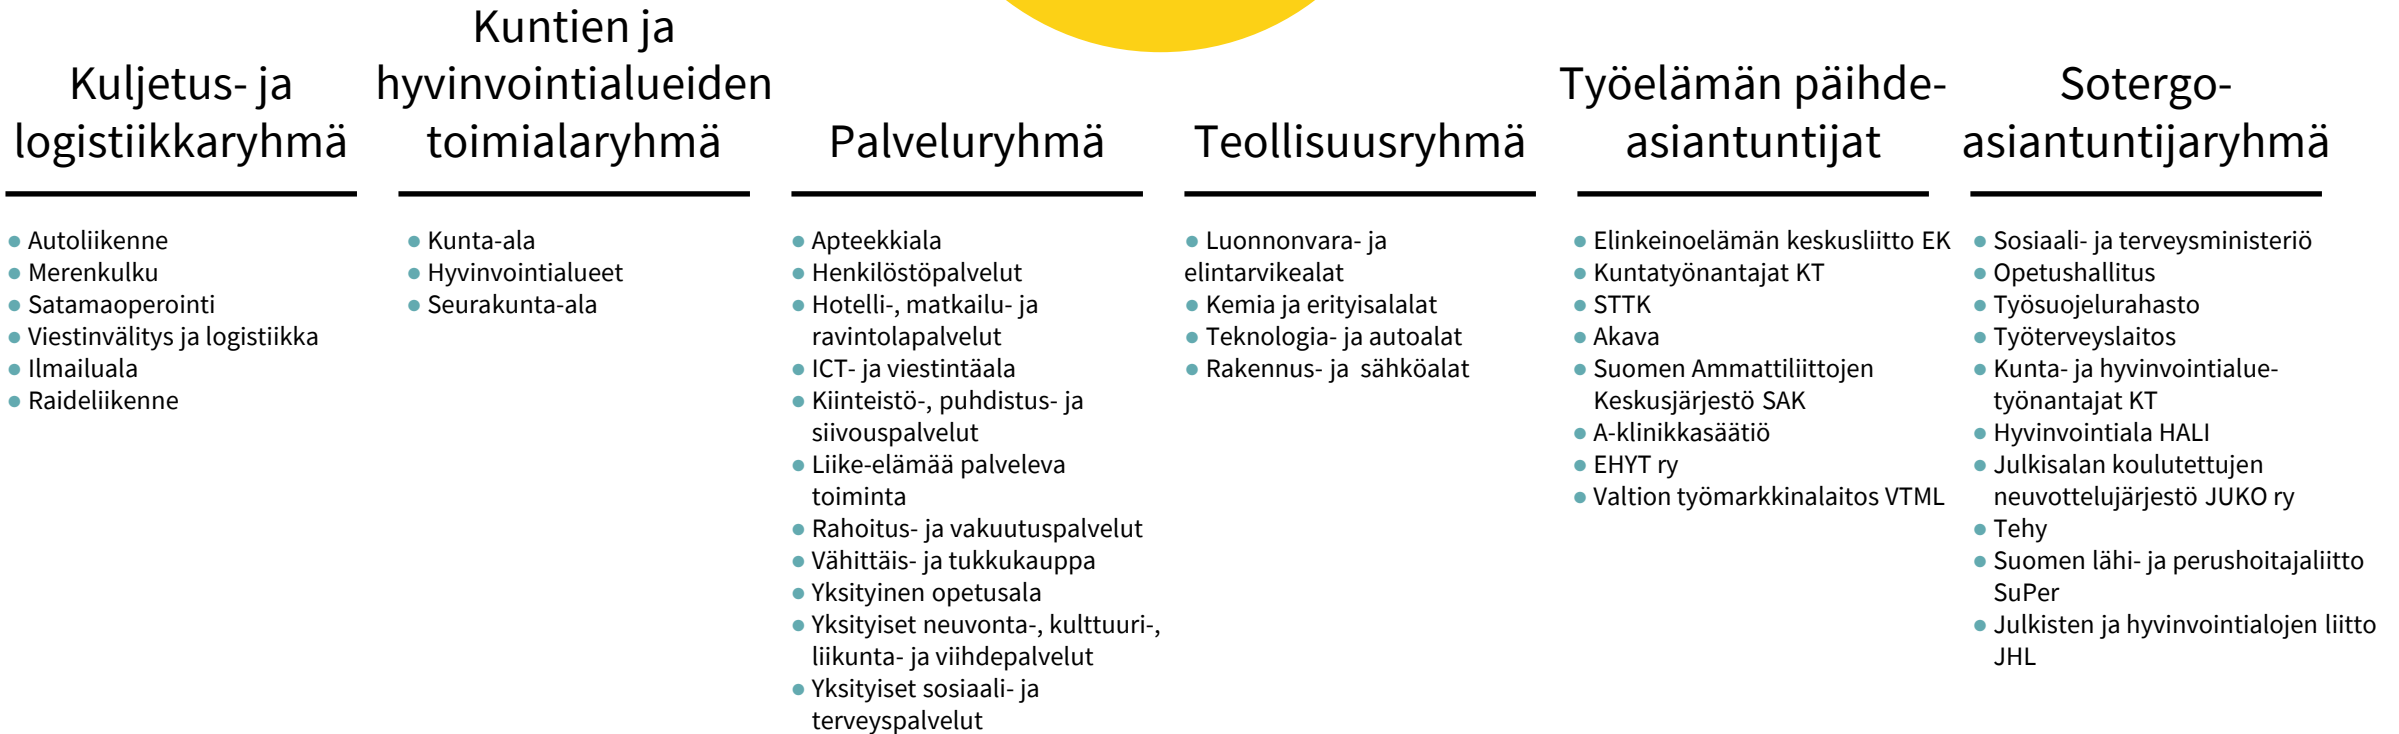 Kuljetus- ja
logistiikkaryhmä
● Autoliikenne
● Merenkulku
● Satamaoperointi
● Viestinvälitys ja logistiikka
● Ilmailuala
● Raideliikenne
Kuntien ja
hyvinvointialueiden
toimialaryhmä
● Kunta-ala
● Hyvinvointialueet
● Seurakunta-ala
Palveluryhmä
● Apteekkiala
● Henkilöstöpalvelut
● Hotelli-, matkailu- ja
ravintolapalvelut
● ICT- ja viestintäala
● Kiinteistö-, puhdistus- ja
siivouspalvelut
● Liike-elämää palveleva
toiminta
● Rahoitus- ja vakuutuspalvelut
● Vähittäis- ja tukkukauppa
● Yksityinen opetusala
● Yksityiset neuvonta-, kulttuuri-,
liikunta- ja viihdepalvelut
● Yksityiset sosiaali- ja
terveyspalvelut
Teollisuusryhmä
● Luonnonvara- ja
elintarvikealat
● Kemia ja erityisalalat
● Teknologia- ja autoalat
● Rakennus- ja sähköalat
Työelämän päihde-
asiantuntijat
● Elinkeinoelämän keskusliitto EK
● Kuntatyönantajat KT
● STTK
● Akava
● Suomen Ammattiliittojen
Keskusjärjestö SAK
● A-klinikkasäätiö
● EHYT ry
● Valtion työmarkkinalaitos VTML
Sotergo-
asiantuntijaryhmä
● Sosiaali- ja terveysministeriö
● Opetushallitus
● Työsuojelurahasto
● Työterveyslaitos
● Kunta- ja hyvinvointialue-
työnantajat KT
● Hyvinvointiala HALI
● Julkisalan koulutettujen
neuvottelujärjestö JUKO ry
● Tehy
● Suomen lähi- ja perushoitajaliitto
SuPer
● Julkisten ja hyvinvointialojen liitto
JHL